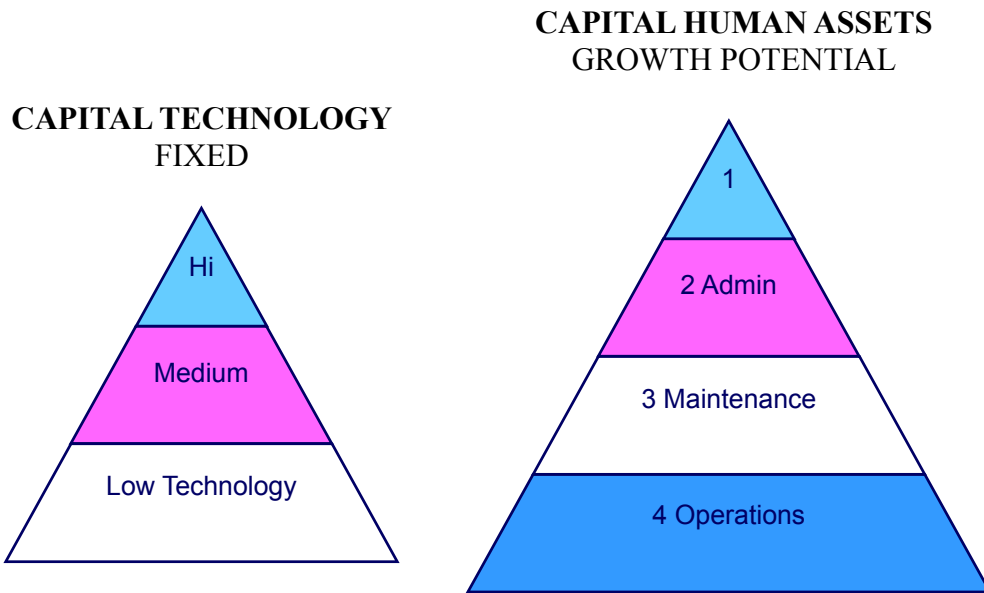 CAPITAL TECHNOLOGY
FIXED
Hi
Medium
Low Technology
CAPITAL HUMAN ASSETS
GROWTH POTENTIAL
1
2 Admin
3 Maintenance
4 Operations